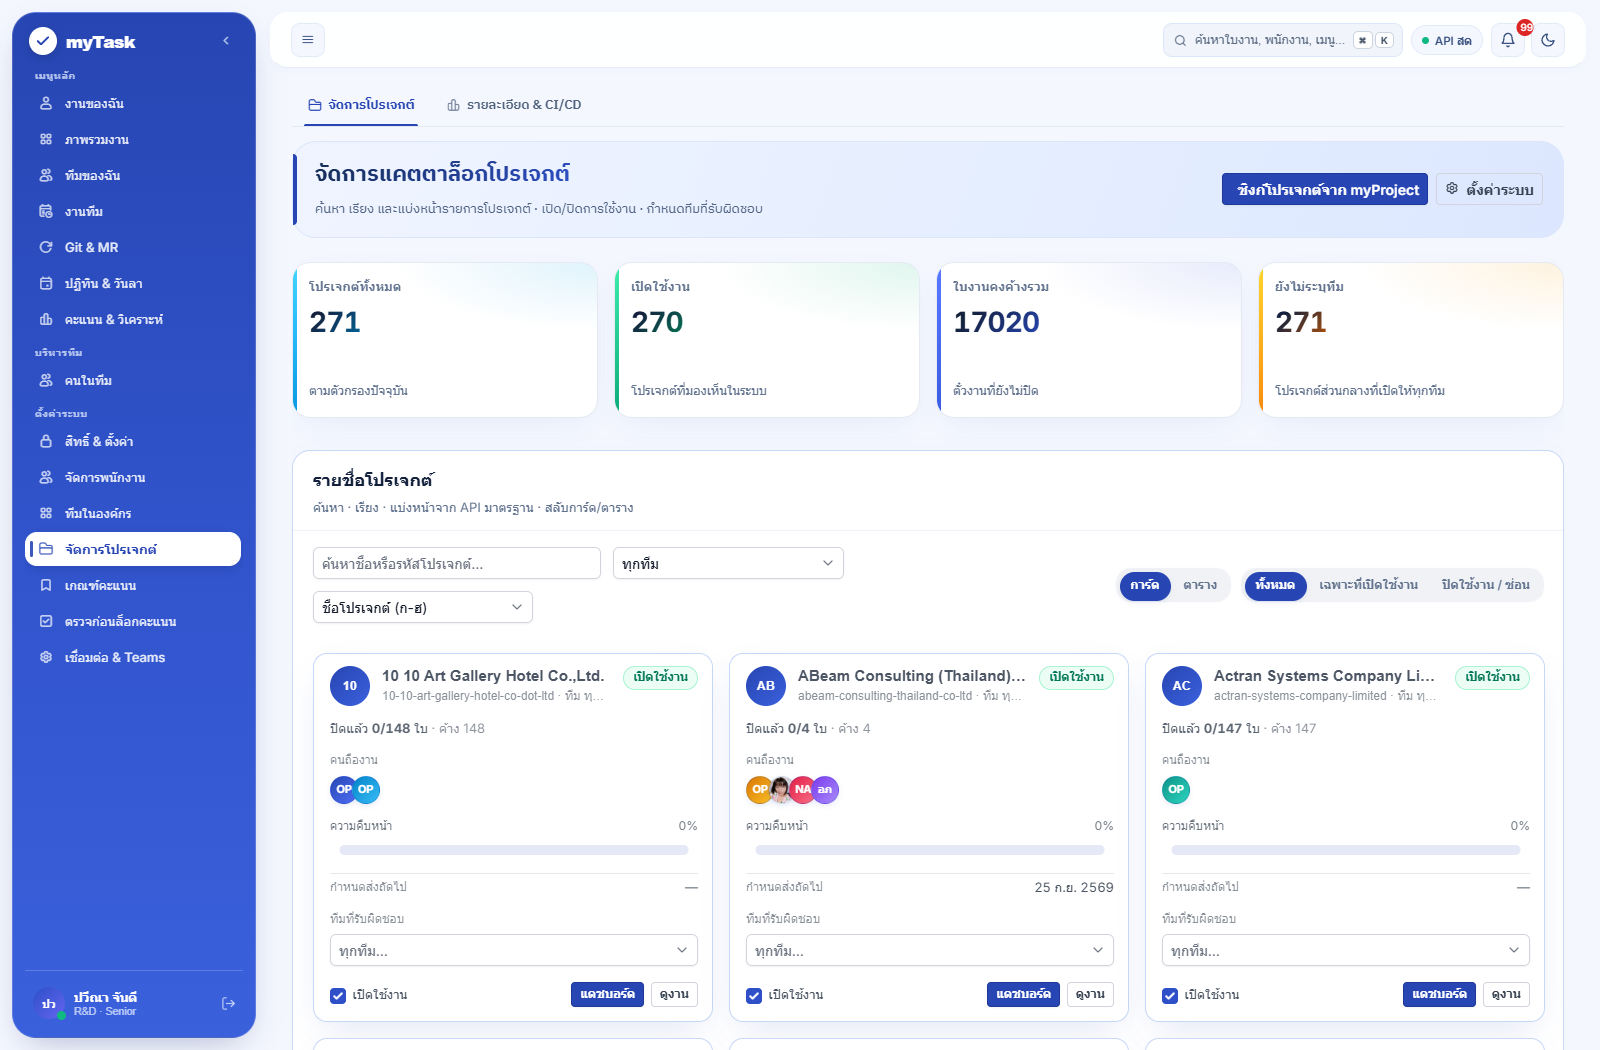 myTask
เมนูหลัก
งานของฉัน
ภาพรวมงาน
ทีมของฉัน
งานทีม
Git & MR
ปฏิทิน & วันลา
คะแนน & วิเคราะห์
บริหารทีม
คนในทีม
ตั้งค่าระบบ
สิทธิ์ & ตั้งค่า
จัดการพนักงาน
ทีมในองค์กร
จัดการโปรเจกต์
เกณฑ์คะแนน
ตรวจก่อนล็อกคะแนน
เชื่อมต่อ & Teams
ปว
ปวีณา จันดี
R&D · Senior
ค้นหาใบงาน, พนักงาน, เมนู...
⌘ K
API สด
99
จัดการโปรเจกต์
รายละเอียด & CI/CD
จัดการแคตตาล็อกโปรเจกต์
ค้นหา เรียง และแบ่งหน้ารายการโปรเจกต์ · เปิด/ปิดการใช้งาน · กำหนดทีมที่รับผิดชอบ
ซิงก์โปรเจกต์จาก myProject
ตั้งค่าระบบ
โปรเจกต์ทั้งหมด
271
ตามตัวกรองปัจจุบัน
เปิดใช้งาน
270
โปรเจกต์ที่มองเห็นในระบบ
ใบงานคงค้างรวม
17020
ตั๋วงานที่ยังไม่ปิด
ยังไม่ระบุทีม
271
โปรเจกต์ส่วนกลางที่เปิดให้ทุกทีม
รายชื่อโปรเจกต์
ค้นหา · เรียง · แบ่งหน้าจาก API มาตรฐาน · สลับการ์ด/ตาราง
ค้นหาชื่อหรือรหัสโปรเจกต์...
ทุกทีม
ชื่อโปรเจกต์ (ก-ฮ)
การ์ด
ตาราง
ทั้งหมด
เฉพาะที่เปิดใช้งาน
ปิดใช้งาน / ซ่อน
10
10 10 Art Gallery Hotel Co.,Ltd.
10-10-art-gallery-hotel-co-dot-ltd · ทีม ทุ...
เปิดใช้งาน
ปิดแล้ว 0/148 ใบ · ค้าง 148
คนถืองาน
OP OP
ความคืบหน้า
0%
กำหนดส่งถัดไป
—
ทีมที่รับผิดชอบ
ทุกทีม...
เปิดใช้งาน
แดชบอร์ด
ดูงาน
AB
ABeam Consulting (Thailand)...
abeam-consulting-thailand-co-ltd · ทีม ทุ...
เปิดใช้งาน
ปิดแล้ว 0/4 ใบ · ค้าง 4
คนถืองาน
OP NA อภ
ความคืบหน้า
0%
กำหนดส่งถัดไป
25 ก.ย. 2569
ทีมที่รับผิดชอบ
ทุกทีม...
เปิดใช้งาน
แดชบอร์ด
ดูงาน
AC
Actran Systems Company Li...
actran-systems-company-limited · ทีม ทุ...
เปิดใช้งาน
ปิดแล้ว 0/147 ใบ · ค้าง 147
คนถืองาน
OP
ความคืบหน้า
0%
กำหนดส่งถัดไป
—
ทีมที่รับผิดชอบ
ทุกทีม...
เปิดใช้งาน
แดชบอร์ด
ดูงาน